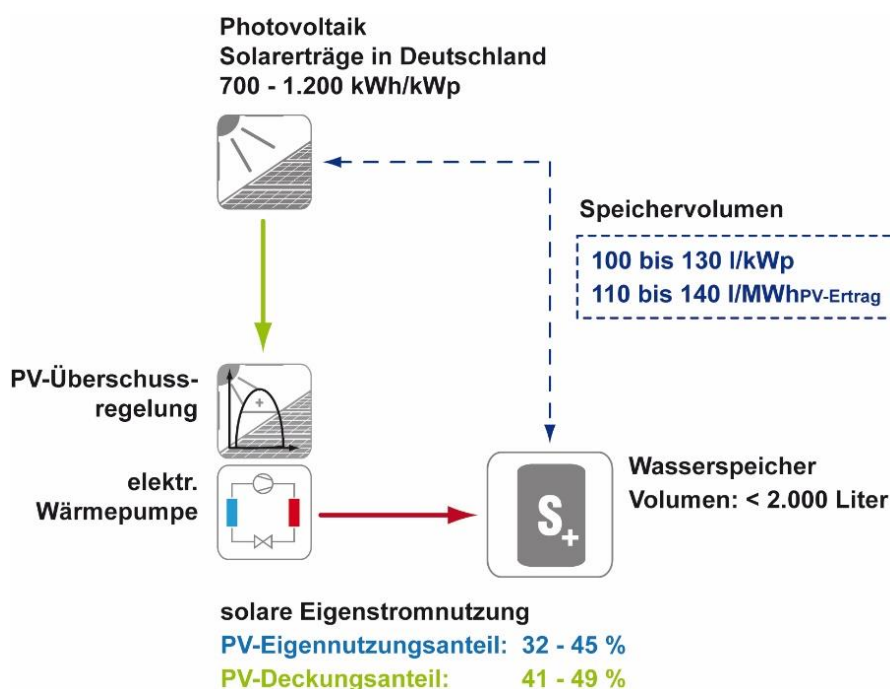 Photovoltaik
Solarerträge in Deutschland
700 - 1.200 kWh/kWp
Speichervolumen
100 bis 130 l/kWp
110 bis 140 l/MWhPV-Ertrag
PV-Überschuss-
regelung
+
elektr.
Wärmepumpe
S+
Wasserspeicher
Volumen: < 2.000 Liter
solare Eigenstromnutzung
PV-Eigennutzungsanteil: 32 - 45 %
PV-Deckungsanteil: 41 - 49 %